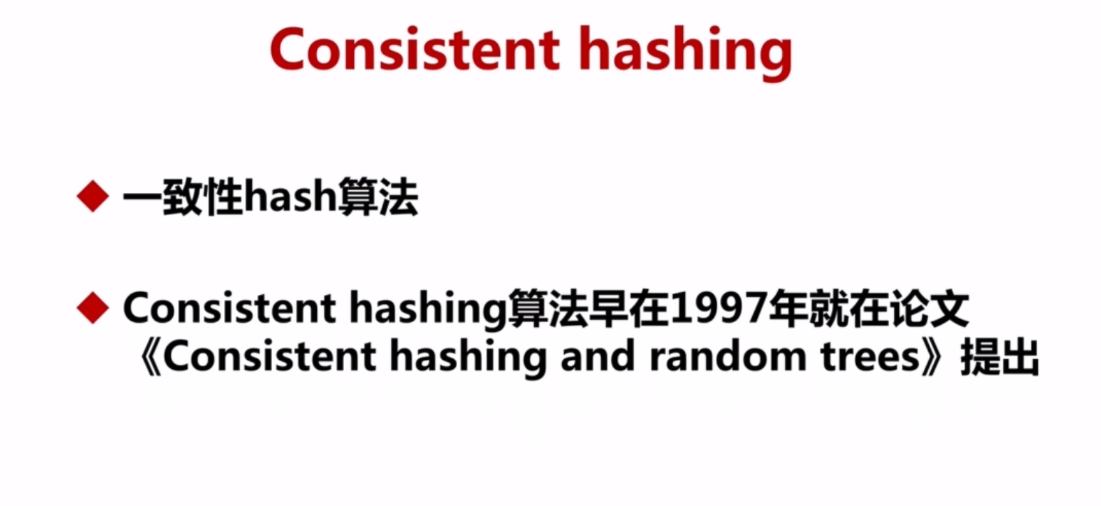 Consistent hashing
一致性hash算法
Consistent hashing算法早在1997年就在论文
《Consistent hashing and random trees》提出